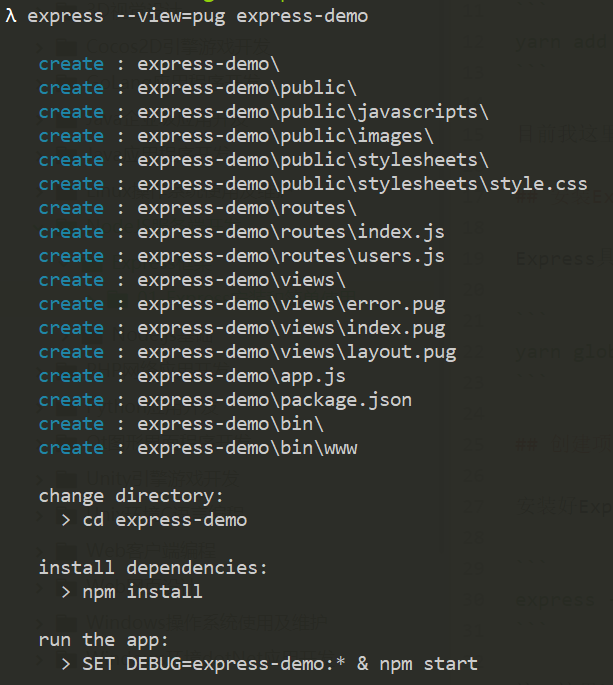 λ express --view=pug express-demo
create : express-demo\
create : express-demo\public\
create : express-demo\public\javascripts\
create : express-demo\public\images\
create : express-demo\public\stylesheets\
create : express-demo\public\stylesheets\style.css
create : express-demo\routes\
create : express-demo\routes\index.js
create : express-demo\routes\users.js
create : express-demo\views\
create : express-demo\views\error.pug
create : express-demo\views\index.pug
create : express-demo\views\layout.pug
create : express-demo\app.js
create : express-demo\package.json
create : express-demo\bin\
create : express-demo\bin\www
change directory:
> cd express-demo
install dependencies:
> npm install
run the app:
> SET DEBUG=express-demo:* & npm start